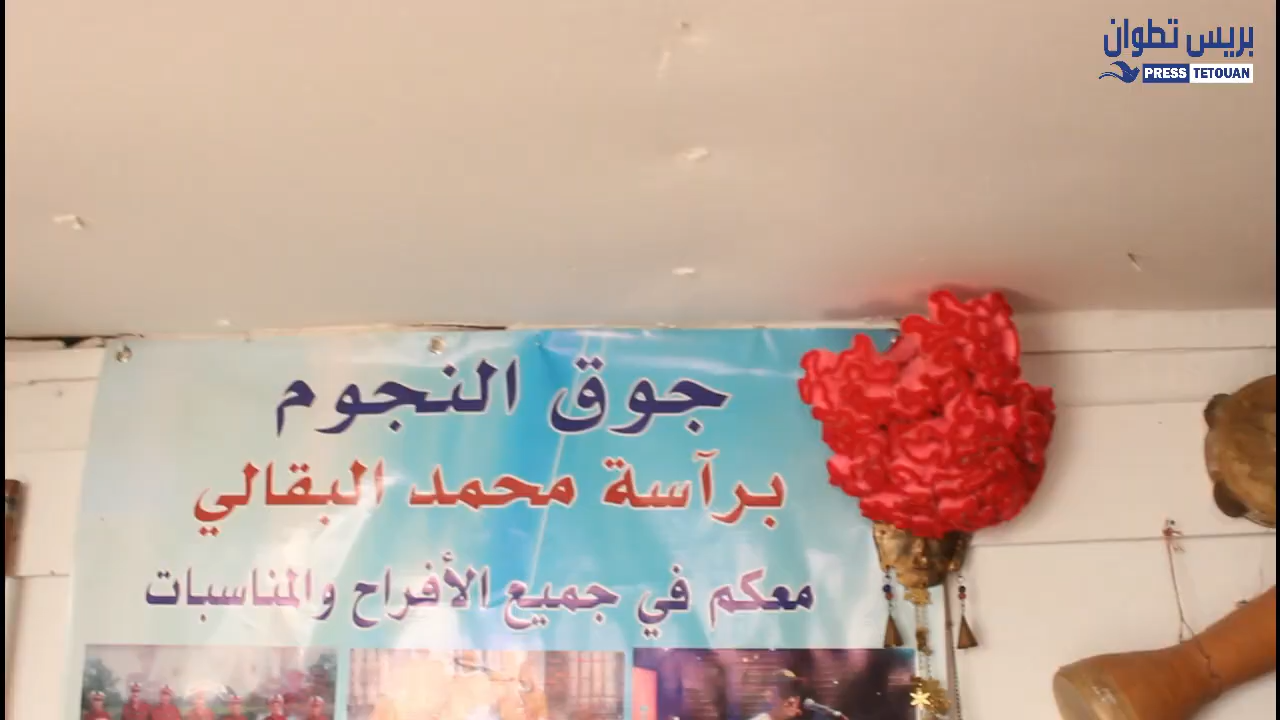 بريس تطوان
PRESS TETOUAN
جوق النجوم
برآسة محمد البقالي
معكم في جميع الأفراح والمناسبات